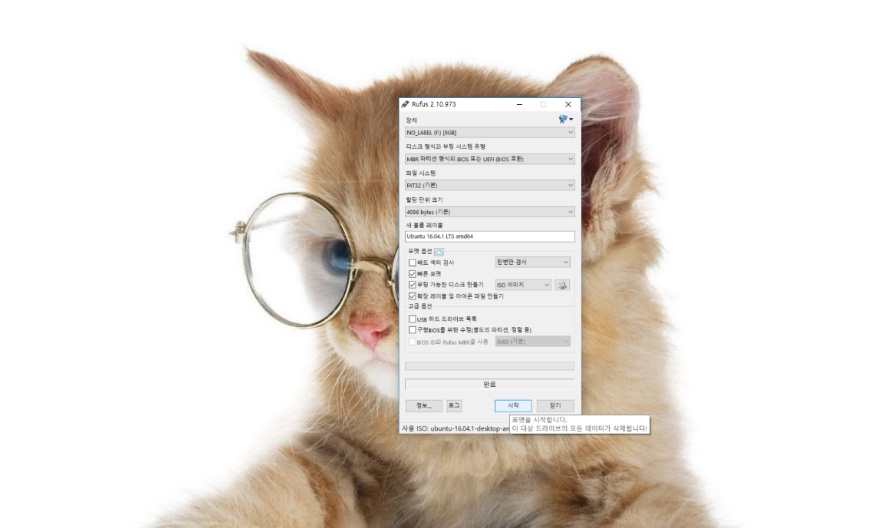 Rufus 2.10.973
장치
NO_LABEL (F:) [8GB]
디스크 형식과 부팅 시스템 유형
MBR 파티션 형식의 BIOS 또는 UEFI (BIOS 호환)
파일 시스템
FAT32 (기본)
할당 단위 크기
4096 bytes (기본)
새 볼륨 레이블
Ubuntu 16.04.1 LTS amd64
포맷 옵션
배드 섹터 검사 한번만 검사
빠른 포맷
부팅 가능한 디스크 만들기 ISO 이미지
확장 레이블 및 아이콘 파일 만들기
고급 옵션
USB 하드 드라이브 목록
구형BIOS를 위한 수정(별도의 파티션, 정렬 등)
BIOS ID와 Rufus MBR을 사용 0x80 (기본)
완료
정보... 로그 시작 닫기
포맷을 시작합니다.
사용 ISO: ubuntu-16.04.1-desktop-am 이 대상 드라이브의 모든 데이터가 삭제됩니다!